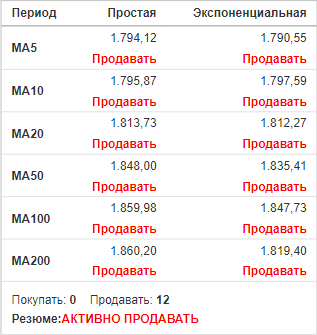 Период Простая Экспоненциальная
MA5 1.794,12 1.790,55
Продавать Продавать
MA10 1.795,87 1.797,59
Продавать Продавать
MA20 1.813,73 1.812,27
Продавать Продавать
MA50 1.848,00 1.835,41
Продавать Продавать
MA100 1.859,98 1.847,73
Продавать Продавать
MA200 1.860,20 1.819,40
Продавать Продавать
Покупать: 0 Продавать: 12
Резюме:АКТИВНО ПРОДАВАТЬ